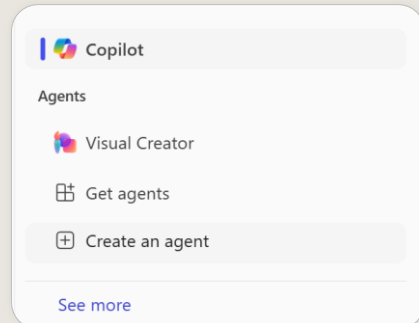 Copilot
Agents
Visual Creator
Get agents
Create an agent
See more